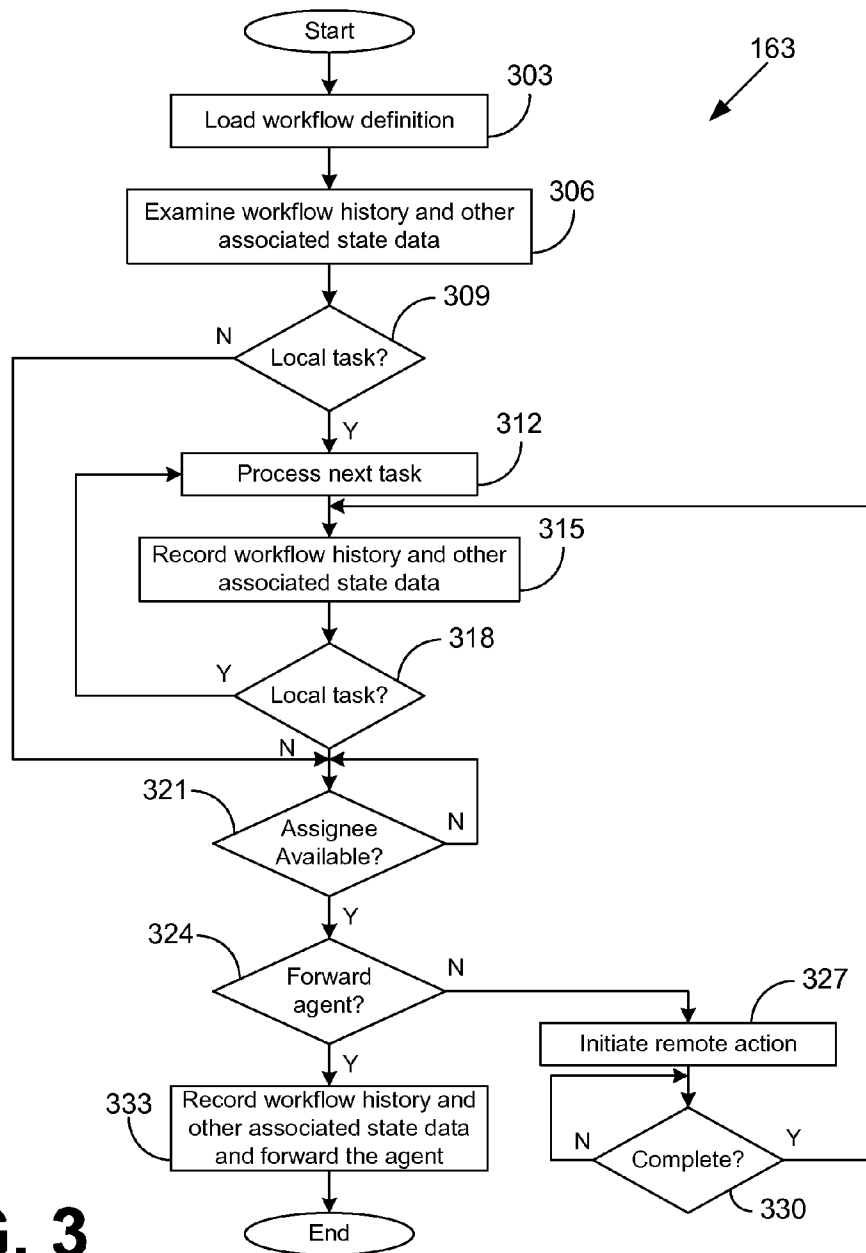 Start
163
303
Load workflow definition
306
Examine workflow history and other
associated state data
309
N
Local task?
Y
312
Process next task
315
Record workflow history and other
associated state data
318
Y
Local task?
N
321
Assignee
Available?
N
Y
324
Forward
agent?
N
327
Initiate remote action
Y
333
Record workflow history and
other associated state data
and forward the agent
N
Complete?
Y
330
End
G. 3